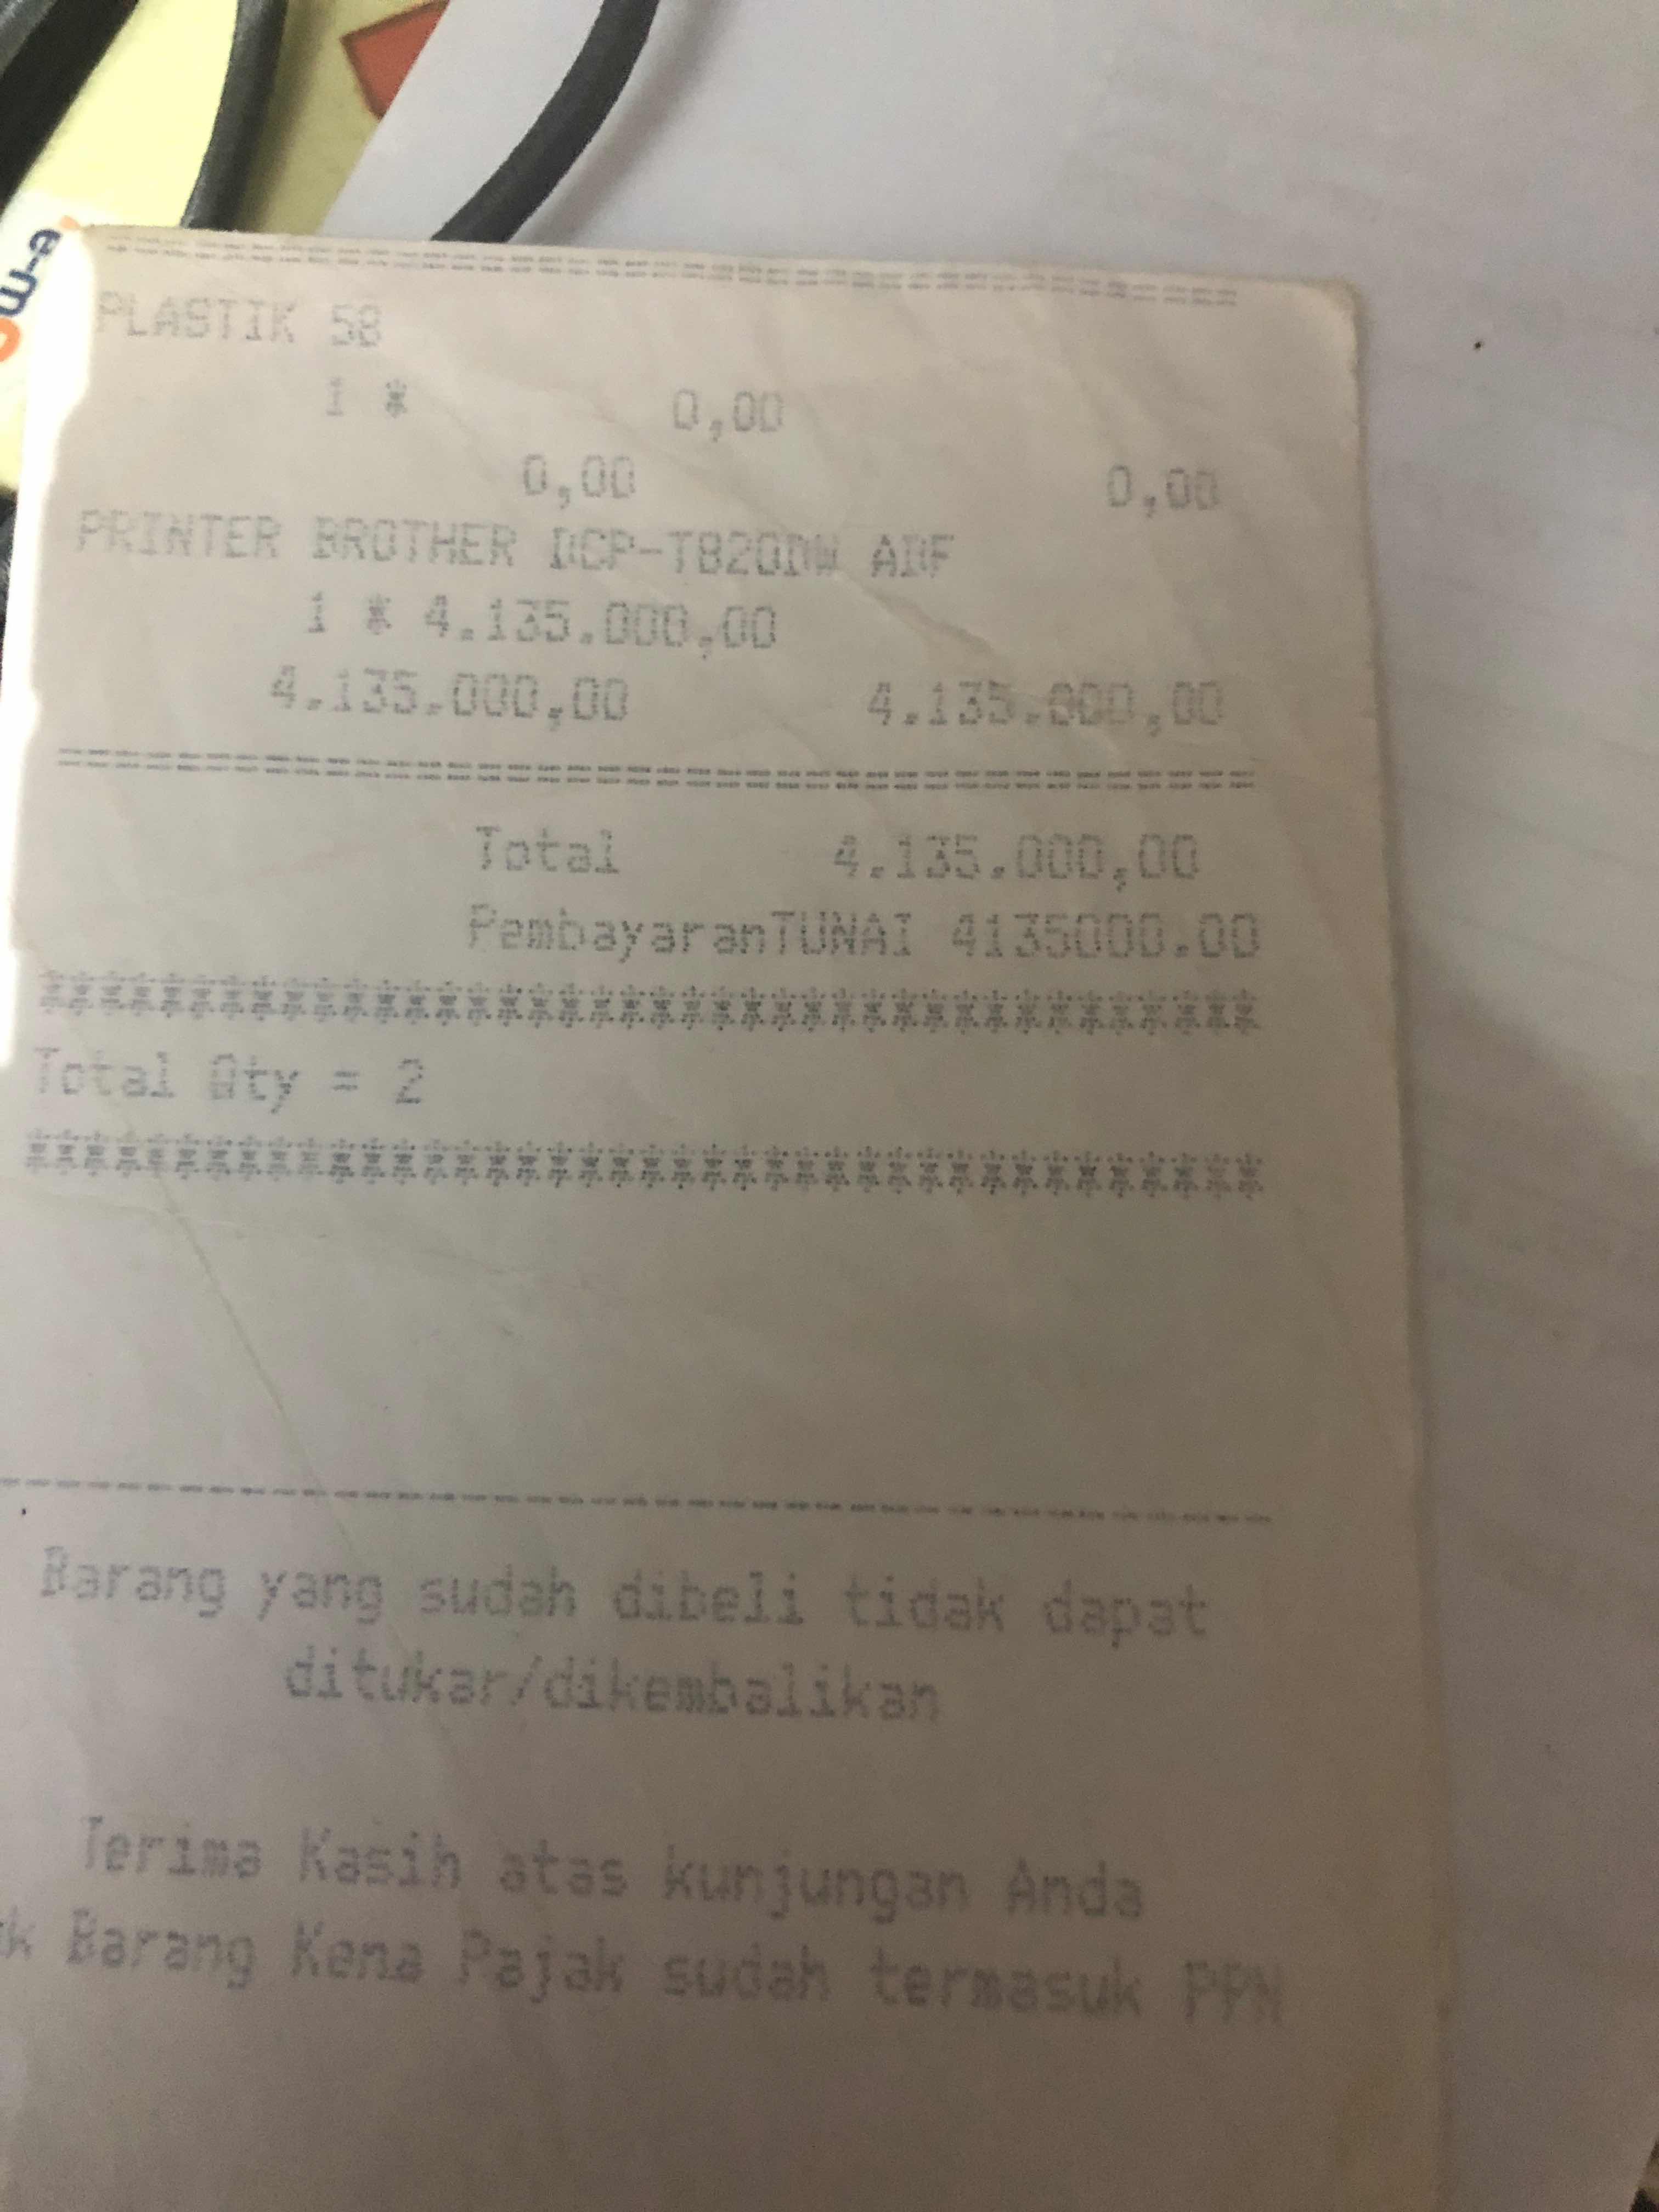 e-m
================================================
PLASTIK 58
1 * 0,00
0,00 0,00
PRINTER BROTHER DCP-T820DW ADF
1 * 4.135.000,00
4.135.000,00 4.135.000,00
========================================
Total 4.135.000,00
PembayaranTUNAI 4135000.00
****************************************
Total Qty = 2
****************************************
----------------------------------------
Barang yang sudah dibeli tidak dapat
ditukar/dikembalikan
Terima Kasih atas kunjungan Anda
k Barang Kena Pajak sudah termasuk PPN